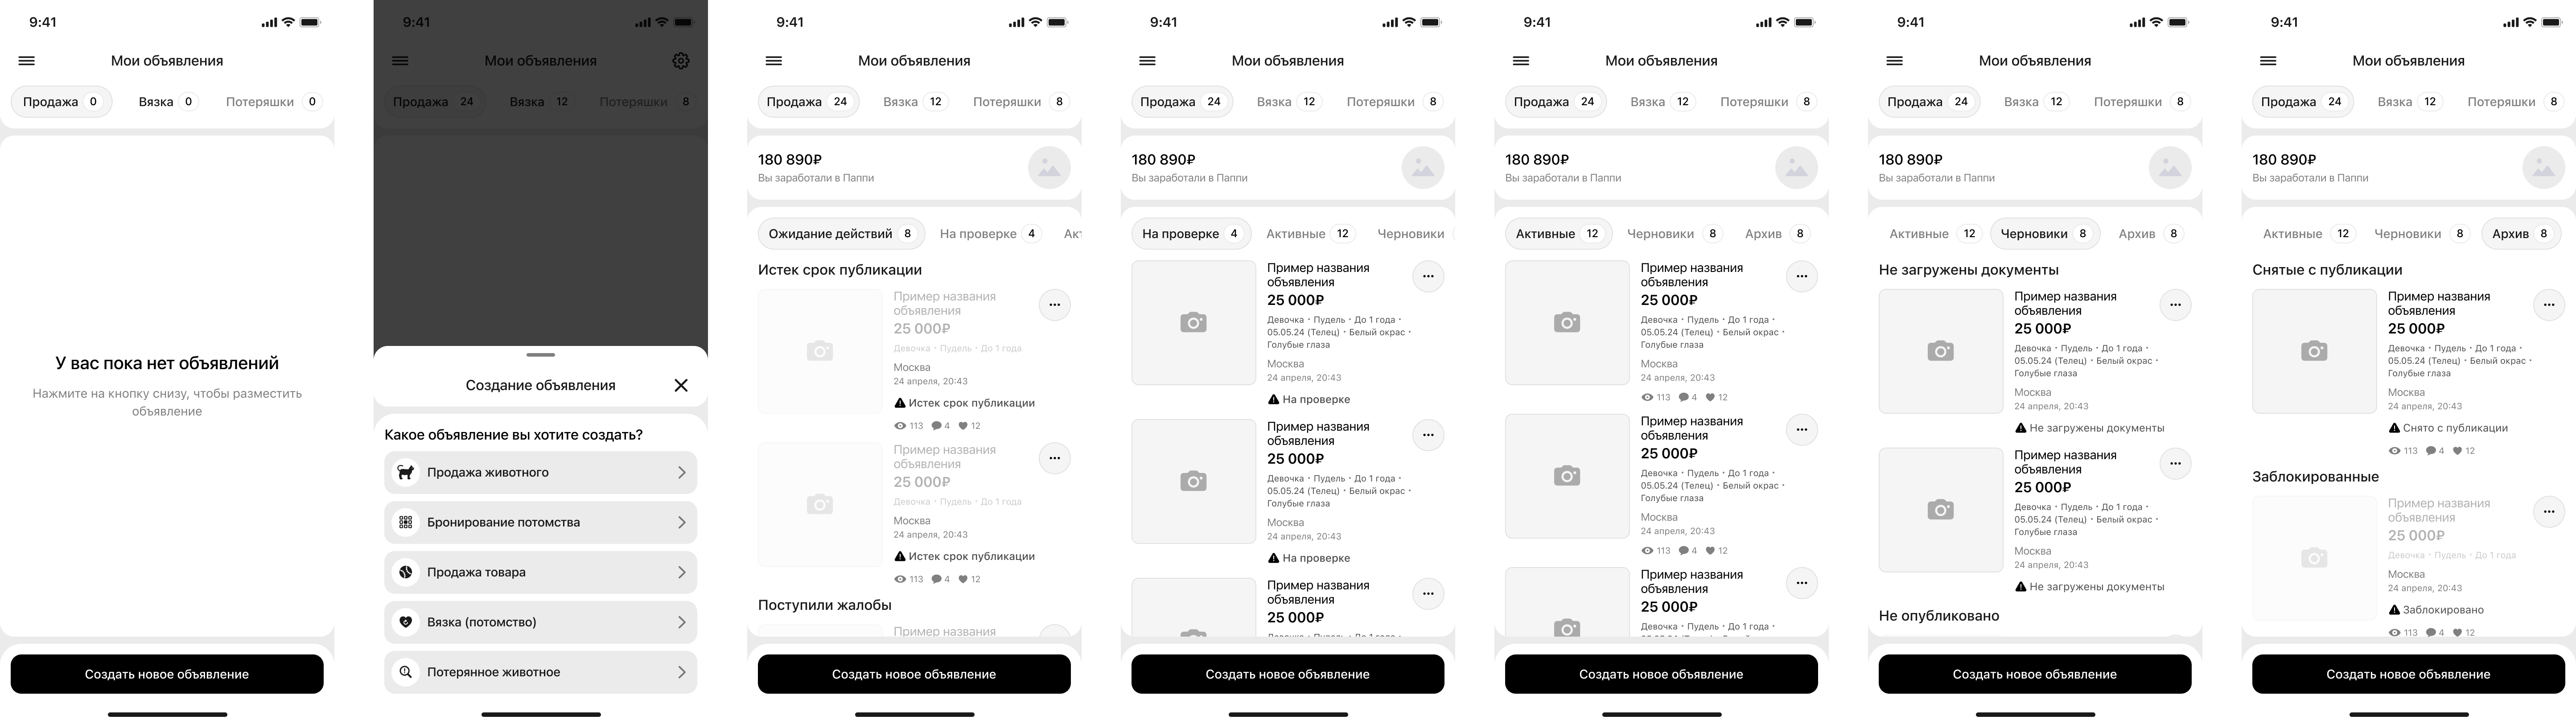 9:41
Мои объявления
Продажа 0 Вязка 0 Потеряшки 0
У вас пока нет объявлений
Нажмите на кнопку снизу, чтобы разместить
объявление
Создать новое объявление
9:41
Мои объявления
Продажа 24 Вязка 12 Потеряшки 8
Создание объявления
Какое объявление вы хотите создать?
Продажа животного
Бронирование потомства
Продажа товара
Вязка (потомство)
Потерянное животное
9:41
Мои объявления
Продажа 24 Вязка 12 Потеряшки 8
180 890₽
Вы заработали в Паппи
Ожидание действий 8 На проверке 4 Ак
Истек срок публикации
Пример названия
объявления
25 000₽
Девочка • Пудель • До 1 года
Москва
24 апреля, 20:43
Истек срок публикации
113 4 12
Пример названия
объявления
25 000₽
Девочка • Пудель • До 1 года
Москва
24 апреля, 20:43
Истек срок публикации
113 4 12
Поступили жалобы
Пример названия
Создать новое объявление
9:41
Мои объявления
Продажа 24 Вязка 12 Потеряшки 8
180 890₽
Вы заработали в Паппи
На проверке 4 Активные 12 Черновики
Пример названия
объявления
25 000₽
Девочка • Пудель • До 1 года •
05.05.24 (Телец) • Белый окрас •
Голубые глаза
Москва
24 апреля, 20:43
На проверке
Пример названия
объявления
25 000₽
Девочка • Пудель • До 1 года •
05.05.24 (Телец) • Белый окрас •
Голубые глаза
Москва
24 апреля, 20:43
На проверке
Пример названия
объявления
25 000₽
Девочка • Пудель • До 1 года •
Создать новое объявление
9:41
Мои объявления
Продажа 24 Вязка 12 Потеряшки 8
180 890₽
Вы заработали в Паппи
Активные 12 Черновики 8 Архив 8
Пример названия
объявления
25 000₽
Девочка • Пудель • До 1 года •
05.05.24 (Телец) • Белый окрас •
Голубые глаза
Москва
24 апреля, 20:43
113 4 12
Пример названия
объявления
25 000₽
Девочка • Пудель • До 1 года •
05.05.24 (Телец) • Белый окрас •
Голубые глаза
Москва
24 апреля, 20:43
113 4 12
Пример названия
объявления
25 000₽
Девочка • Пудель • До 1 года •
05.05.24 (Телец) • Белый окрас •
Создать новое объявление
9:41
Мои объявления
Продажа 24 Вязка 12 Потеряшки 8
180 890₽
Вы заработали в Паппи
Активные 12 Черновики 8 Архив 8
Не загружены документы
Пример названия
объявления
25 000₽
Девочка • Пудель • До 1 года •
05.05.24 (Телец) • Белый окрас •
Голубые глаза
Москва
24 апреля, 20:43
Не загружены документы
Пример названия
объявления
25 000₽
Девочка • Пудель • До 1 года •
05.05.24 (Телец) • Белый окрас •
Голубые глаза
Москва
24 апреля, 20:43
Не загружены документы
Не опубликовано
Создать новое объявление
9:41
Мои объявления
Продажа 24 Вязка 12 Потеряшки 8
180 890₽
Вы заработали в Паппи
Активные 12 Черновики 8 Архив 8
Снятые с публикации
Пример названия
объявления
25 000₽
Девочка • Пудель • До 1 года •
05.05.24 (Телец) • Белый окрас •
Голубые глаза
Москва
24 апреля, 20:43
Снято с публикации
113 4 12
Заблокированные
Пример названия
объявления
25 000₽
Девочка • Пудель • До 1 года
Москва
24 апреля, 20:43
Заблокировано
113 4 12
Создать новое объявление